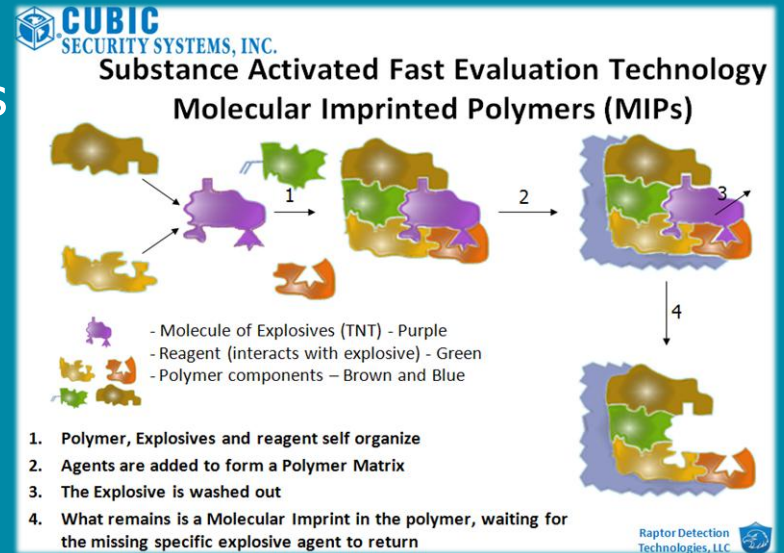 CUBIC
SECURITY SYSTEMS, INC.
Substance Activated Fast Evaluation Technology
Molecular Imprinted Polymers (MIPs)
s
1
2
3
4
- Molecule of Explosives (TNT) - Purple
- Reagent (interacts with explosive) - Green
- Polymer components – Brown and Blue
1. Polymer, Explosives and reagent self organize
2. Agents are added to form a Polymer Matrix
3. The Explosive is washed out
4. What remains is a Molecular Imprint in the polymer, waiting for
the missing specific explosive agent to return
Raptor Detection
Technologies, LLC